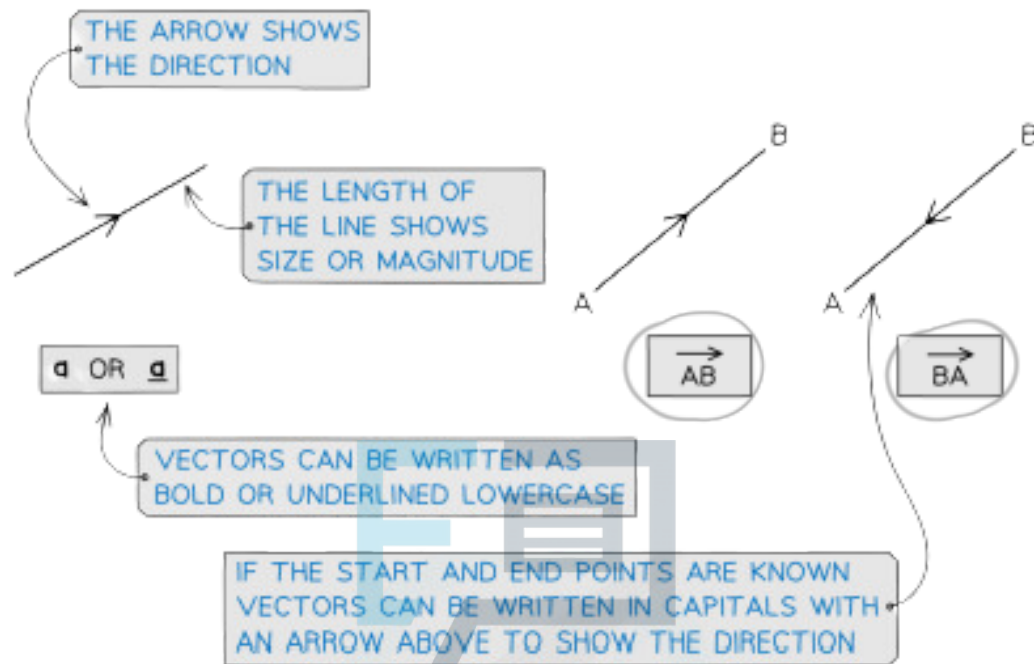 THE ARROW SHOWS
THE DIRECTION
THE LENGTH OF
THE LINE SHOWS
SIZE OR MAGNITUDE
B
A
AB
B
A
BA
a OR a
VECTORS CAN BE WRITTEN AS
BOLD OR UNDERLINED LOWERCASE
IF THE START AND END POINTS ARE KNOWN
VECTORS CAN BE WRITTEN IN CAPITALS WITH
AN ARROW ABOVE TO SHOW THE DIRECTION